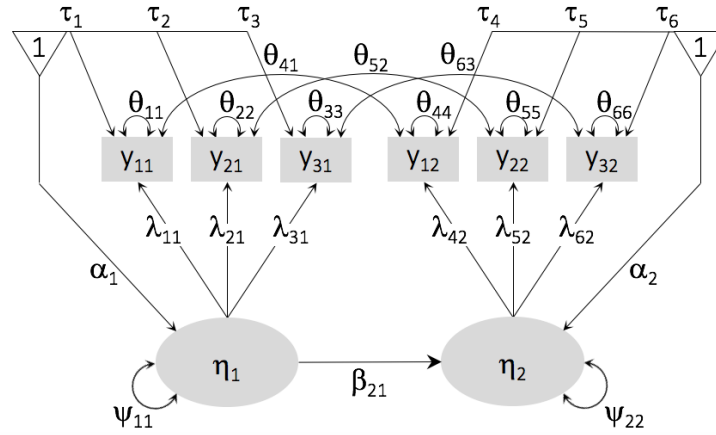 τ1 τ2 τ3 τ4 τ5 τ6
1 θ41 θ52 θ63 1
θ11 θ22 θ33 θ44 θ55 θ66
y11 y21 y31 y12 y22 y32
λ11 λ21 λ31 λ42 λ52 λ62
α1 α2
η1 η2
β21
ψ11 ψ22